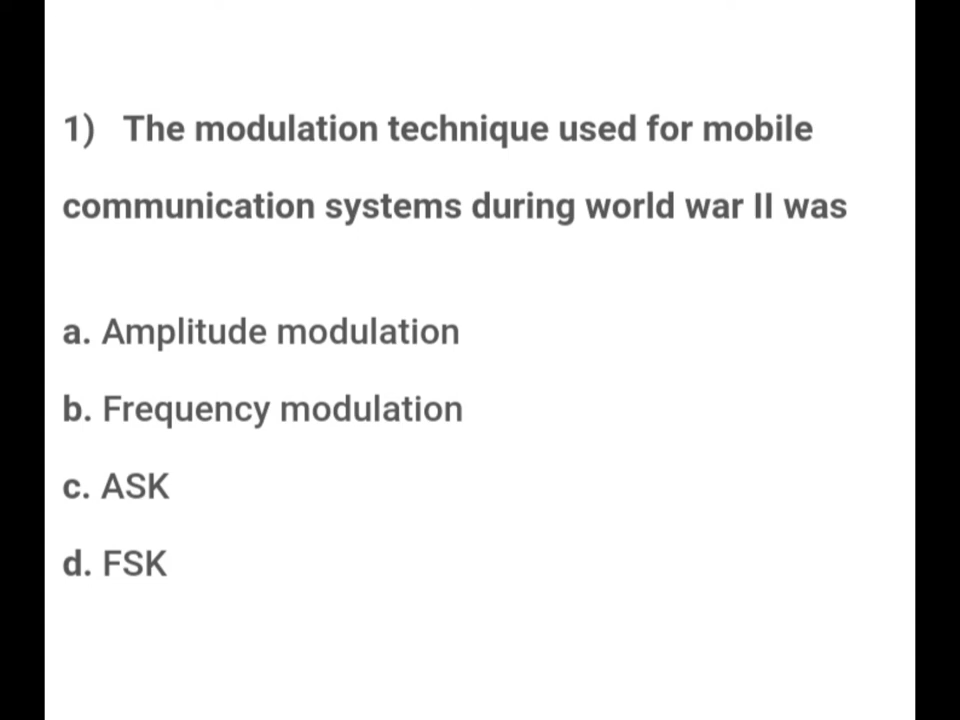 1) The modulation technique used for mobile
communication systems during world war II was
a. Amplitude modulation
b. Frequency modulation
c. ASK
d. FSK